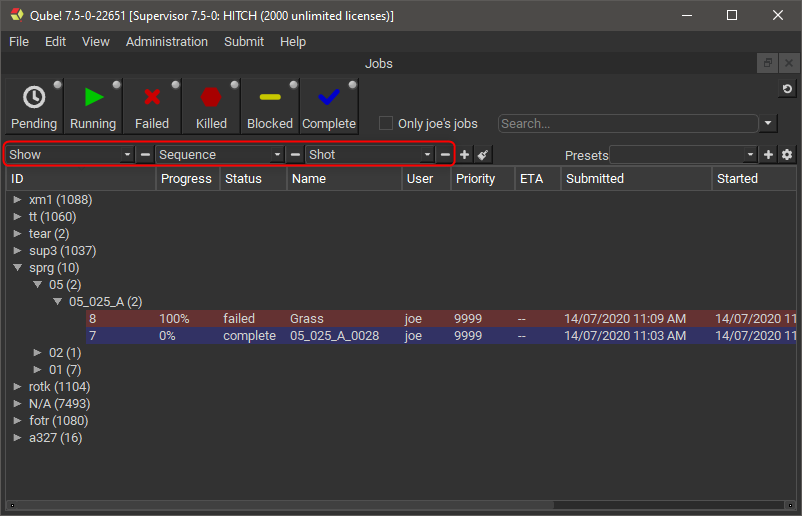 Qube! 7.5-0-22651 [Supervisor 7.5-0: HITCH (2000 unlimited licenses)]
File Edit View Administration Submit Help
Jobs
Pending Running Failed Killed Blocked Complete Only joe's jobs Search...
Show Sequence Shot Presets
ID Progress Status Name User Priority ETA Submitted Started
xm1 (1088)
tt (1060)
tear (2)
sup3 (1037)
sprg (10)
05 (2)
05_025_A (2)
8 100% failed Grass joe 9999 -- 14/07/2020 11:09 AM 14/07/2020 11
7 0% complete 05_025_A_0028 joe 9999 -- 14/07/2020 11:03 AM 14/07/2020 11
02 (1)
01 (7)
rotk (1104)
N/A (7493)
fotr (1080)
a327 (16)